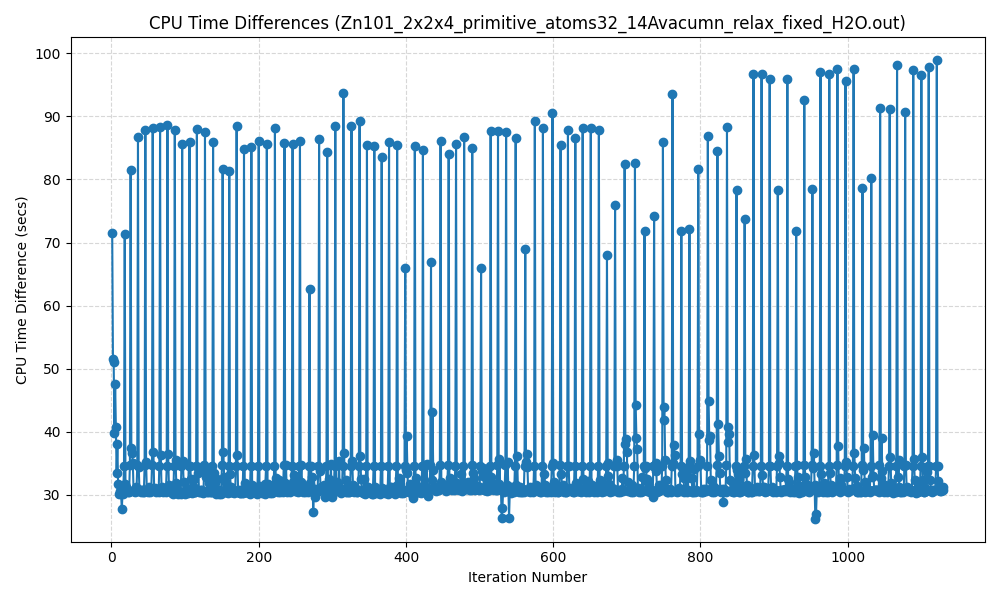 CPU Time Differences (Zn101_2x2x4_primitive_atoms32_14Avacumn_relax_fixed_H2O.out)
CPU Time Difference (secs)
100
90
80
70
60
50
40
30
0 200 400 600 800 1000
Iteration Number